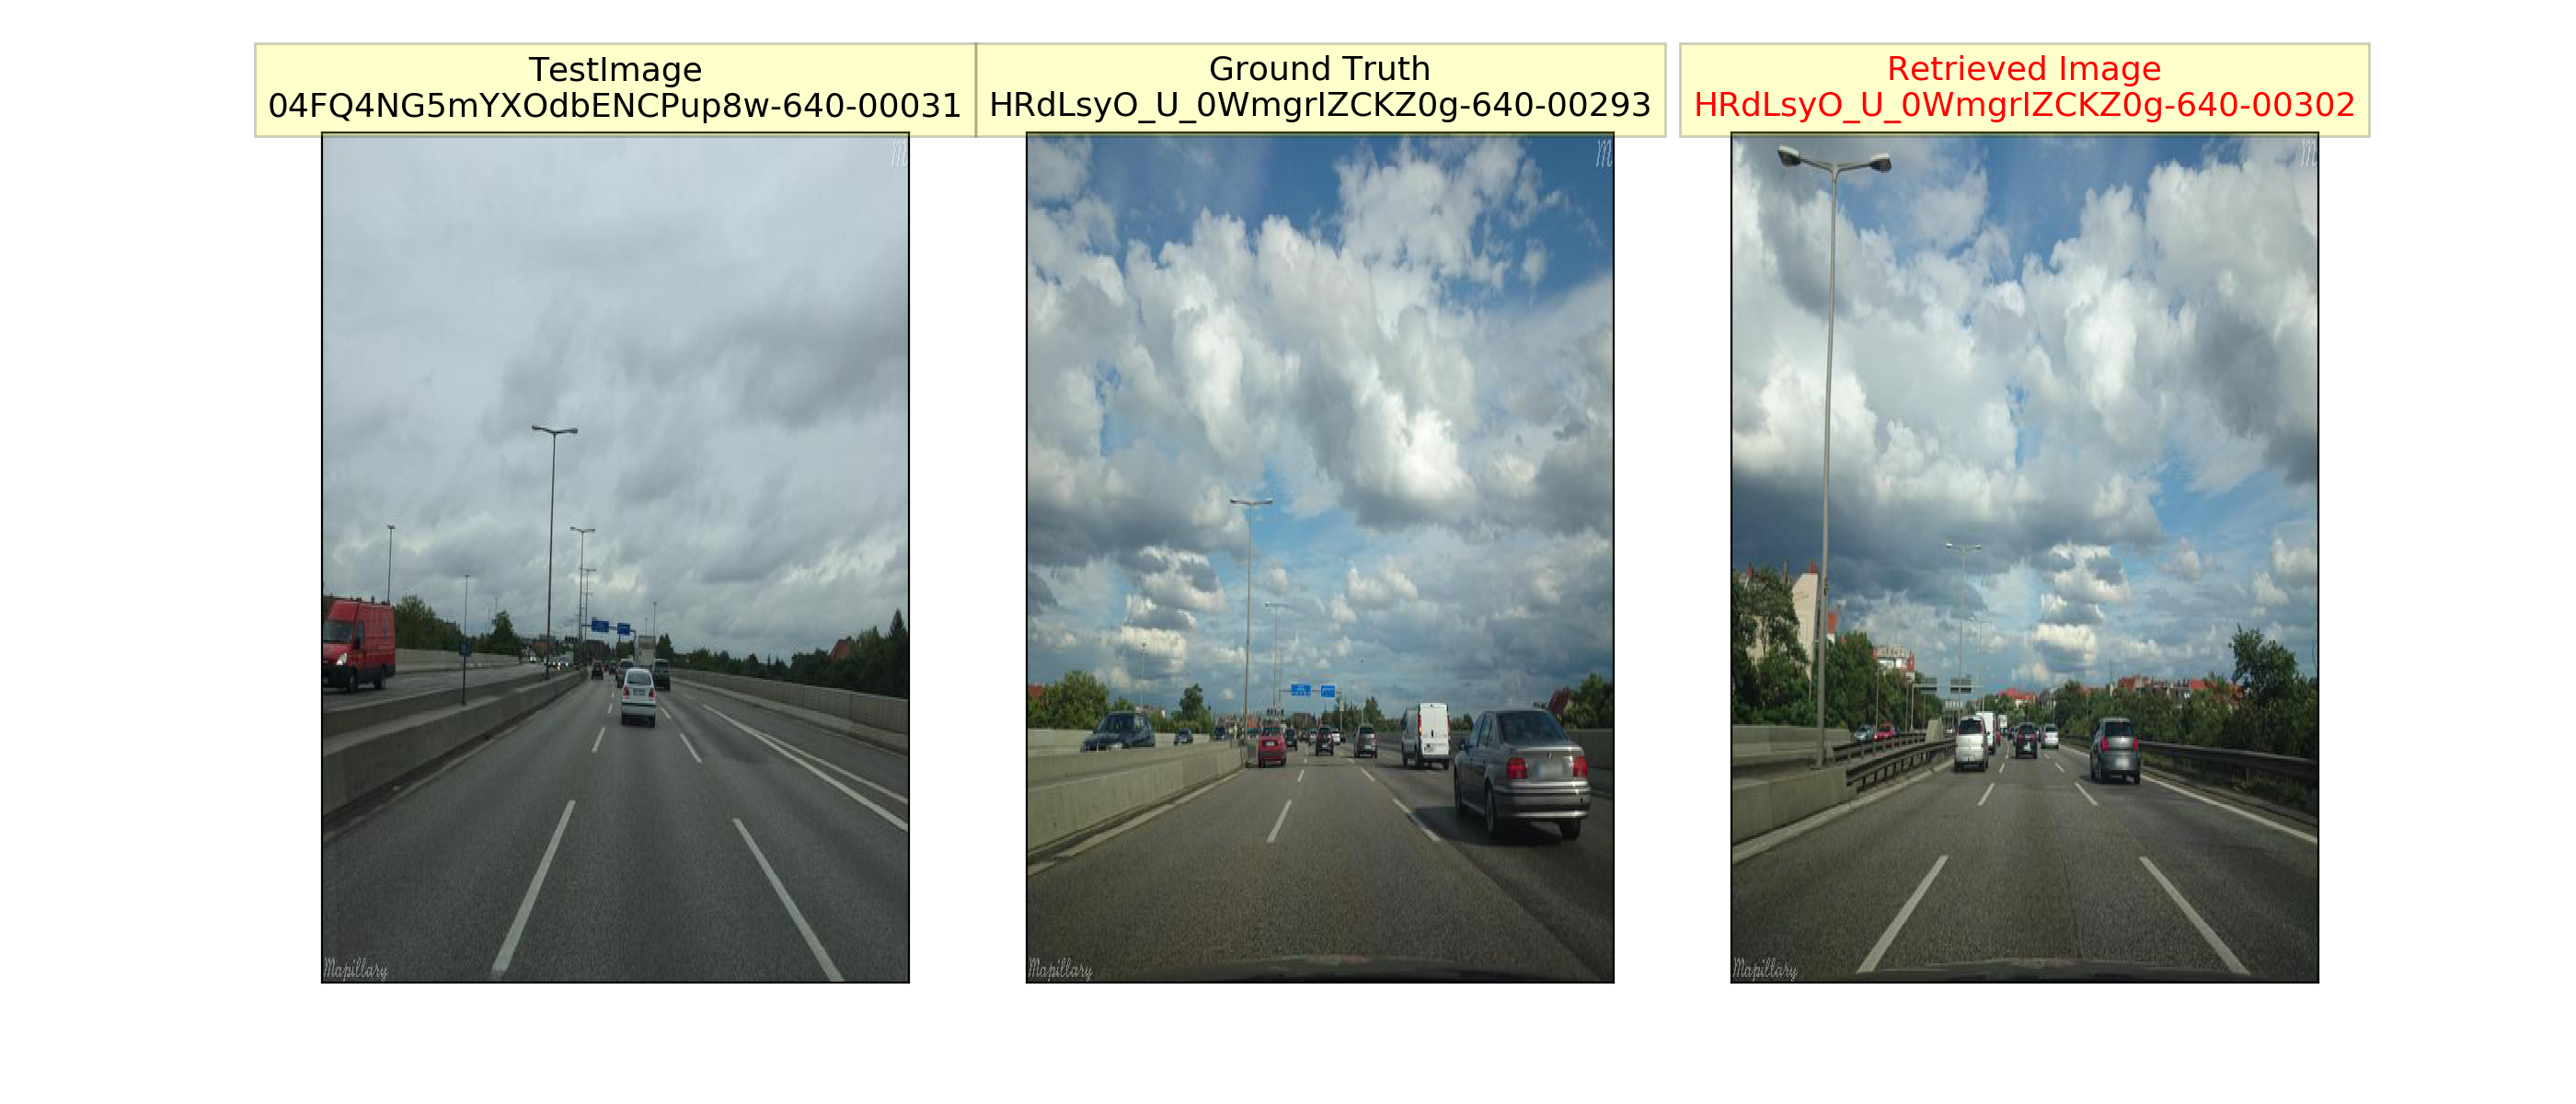 TestImage
04FQ4NG5mYXOdbENCPup8w-640-00031
Ground Truth
HRdLsyO_U_0WmgrIZCKZ0g-640-00293
Retrieved Image
HRdLsyO_U_0WmgrIZCKZ0g-640-00302
m
m
m
Mapillary
Mapillary
Mapillary